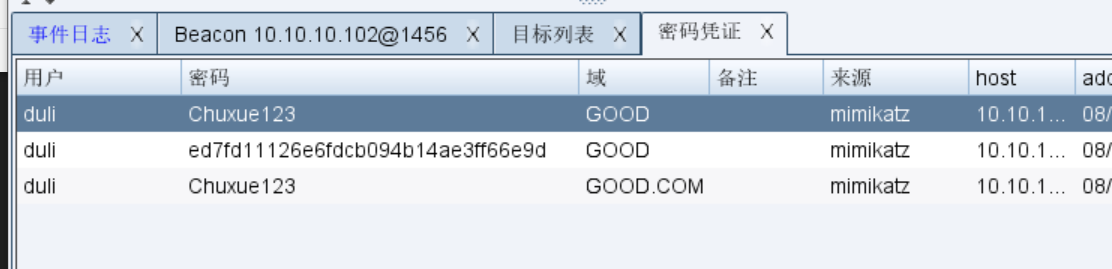 事件日志 X Beacon 10.10.10.102@1456 X 目标列表 X 密码凭证 X
用户 密码 域 备注 来源 host add
duli Chuxue123 GOOD mimikatz 10.10.1... 08/
duli ed7fd11126e6fdcb094b14ae3ff66e9d GOOD mimikatz 10.10.1... 08/
duli Chuxue123 GOOD.COM mimikatz 10.10.1... 08/